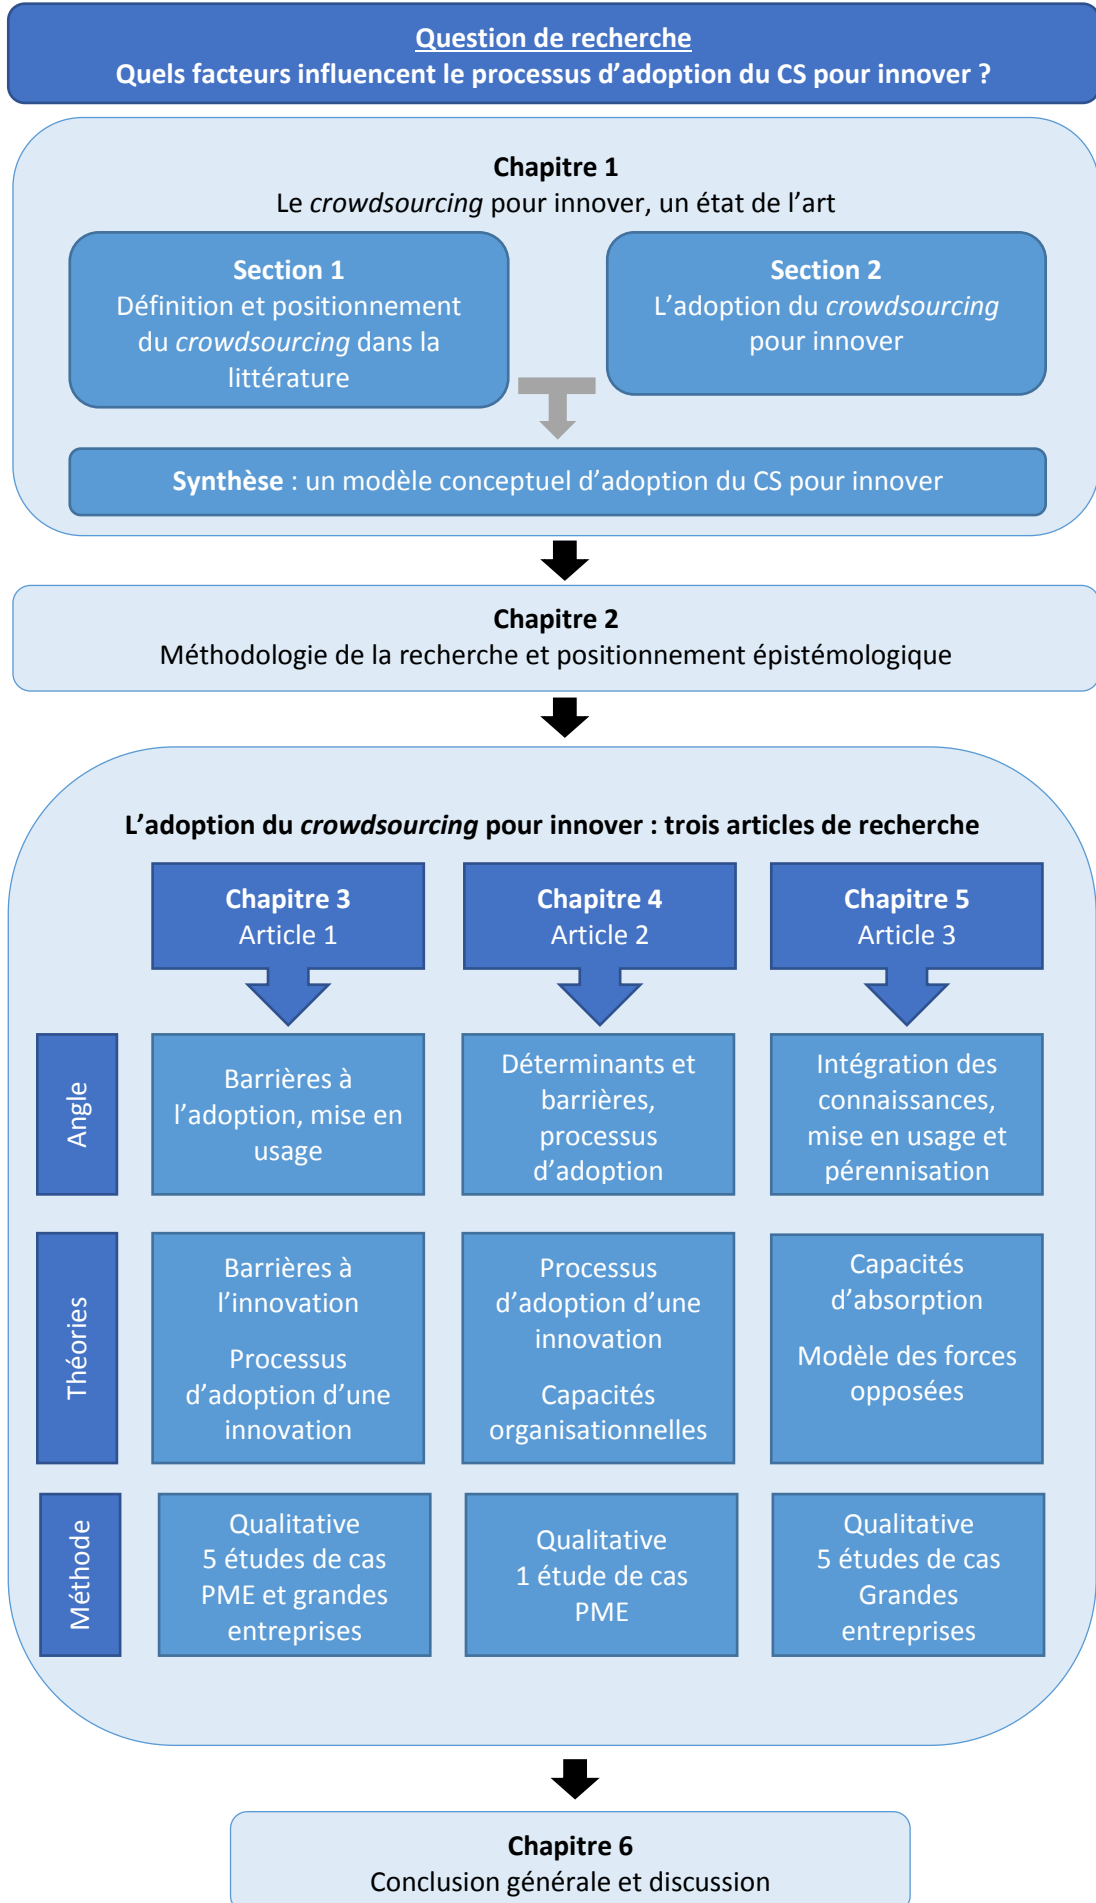 Question de recherche
Quels facteurs influencent le processus d’adoption du CS pour innover ?
Chapitre 1
Le crowdsourcing pour innover, un état de l’art
Section 1
Définition et positionnement
du crowdsourcing dans la
littérature
Section 2
L’adoption du crowdsourcing
pour innover
Synthèse : un modèle conceptuel d’adoption du CS pour innover
Chapitre 2
Méthodologie de la recherche et positionnement épistémologique
L’adoption du crowdsourcing pour innover : trois articles de recherche
Chapitre 3
Article 1
Chapitre 4
Article 2
Chapitre 5
Article 3
Angle
Barrières à
l’adoption, mise en
usage
Déterminants et
barrières,
processus
d’adoption
Intégration des
connaissances,
mise en usage et
pérennisation
Théories
Barrières à
l’innovation
Processus
d’adoption d’une
innovation
Processus
d’adoption d’une
innovation
Capacités
organisationnelles
Capacités
d’absorption
Modèle des forces
opposées
Méthode
Qualitative
5 études de cas
PME et grandes
entreprises
Qualitative
1 étude de cas
PME
Qualitative
5 études de cas
Grandes
entreprises
Chapitre 6
Conclusion générale et discussion